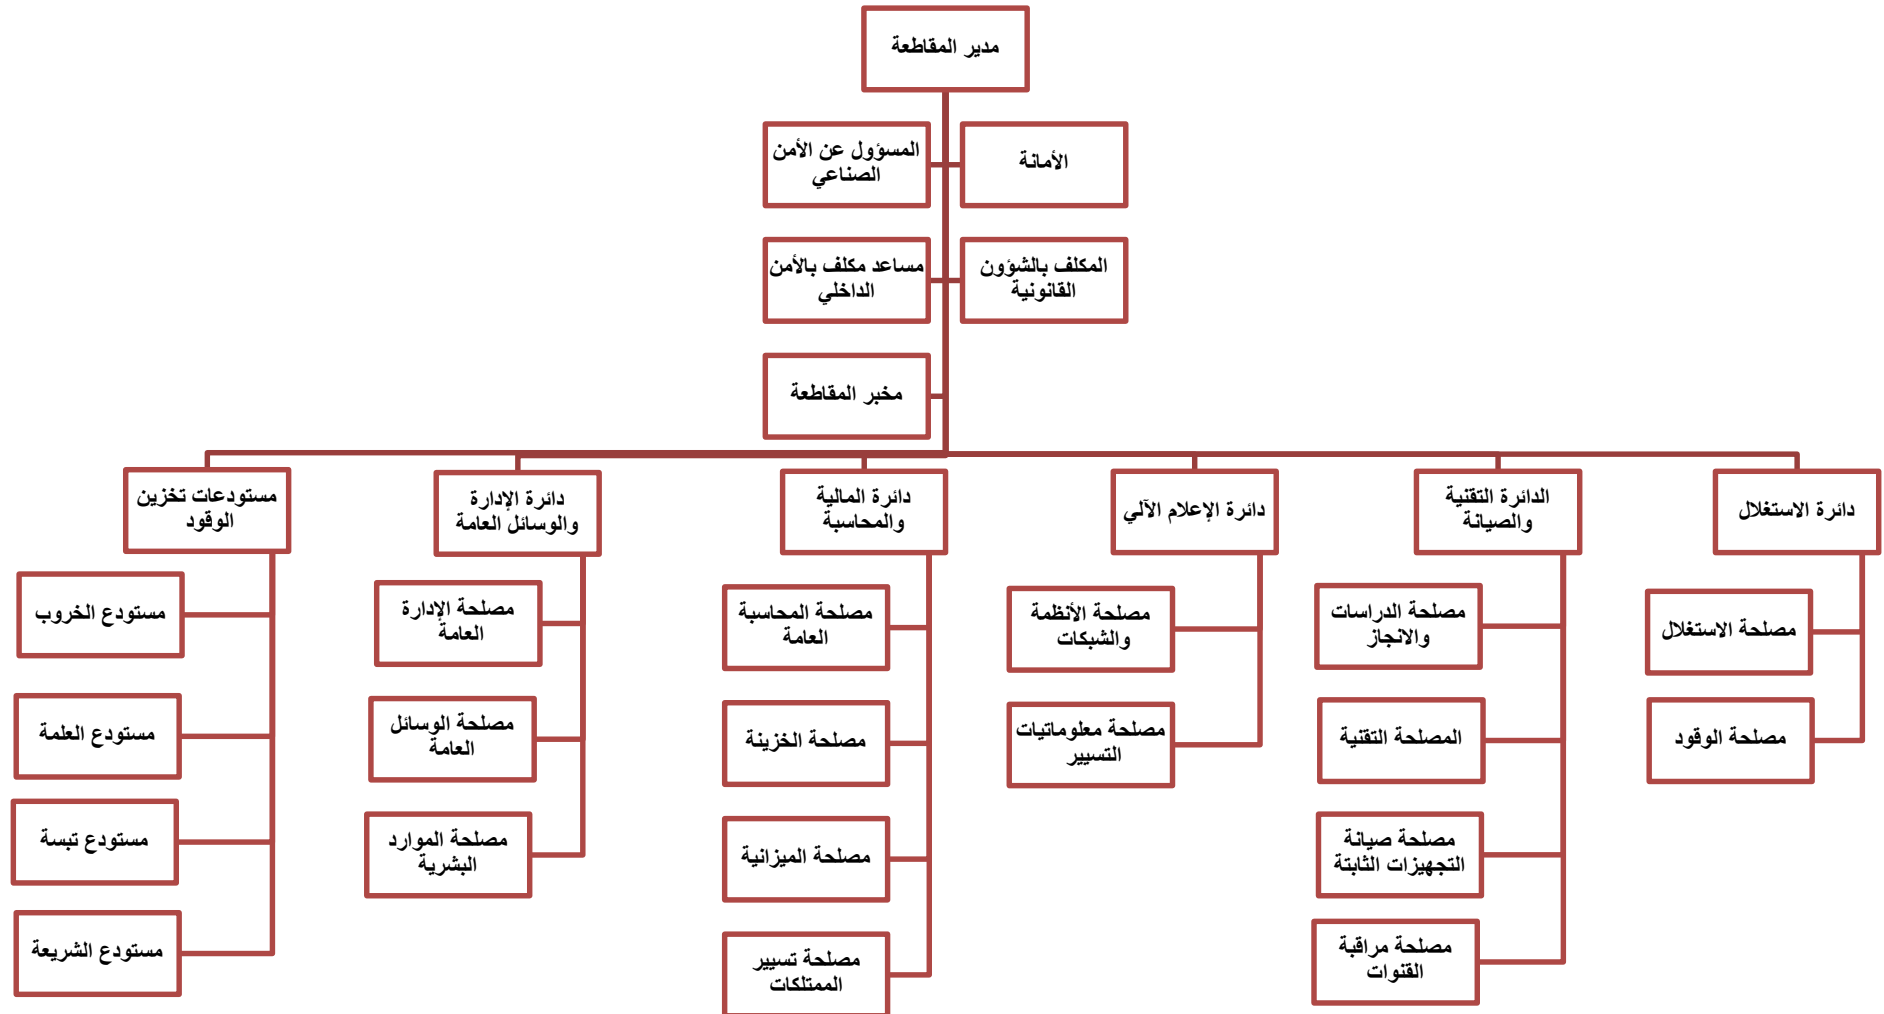 مدير المقاطعة
الأمانة
المسؤول عن الأمن
الصناعي
المكلف بالشؤون
القانونية
مساعد مكلف بالأمن
الداخلي
مخبر المقاطعة
دائرة الاستغلال
مصلحة الاستغلال
مصلحة الوقود
الدائرة التقنية
والصيانة
مصلحة الدراسات
والانجاز
المصلحة التقنية
مصلحة صيانة
التجهيزات الثابتة
مصلحة مراقبة
القنوات
دائرة الإعلام الآلي
مصلحة الأنظمة
والشبكات
مصلحة معلوماتيات
التسيير
دائرة المالية
والمحاسبة
مصلحة المحاسبة
العامة
مصلحة الخزينة
مصلحة الميزانية
مصلحة تسيير
الممتلكات
دائرة الإدارة
والوسائل العامة
مصلحة الإدارة
العامة
مصلحة الوسائل
العامة
مصلحة الموارد
البشرية
مستودعات تخزين
الوقود
مستودع الخروب
مستودع العلمة
مستودع تبسة
مستودع الشريعة